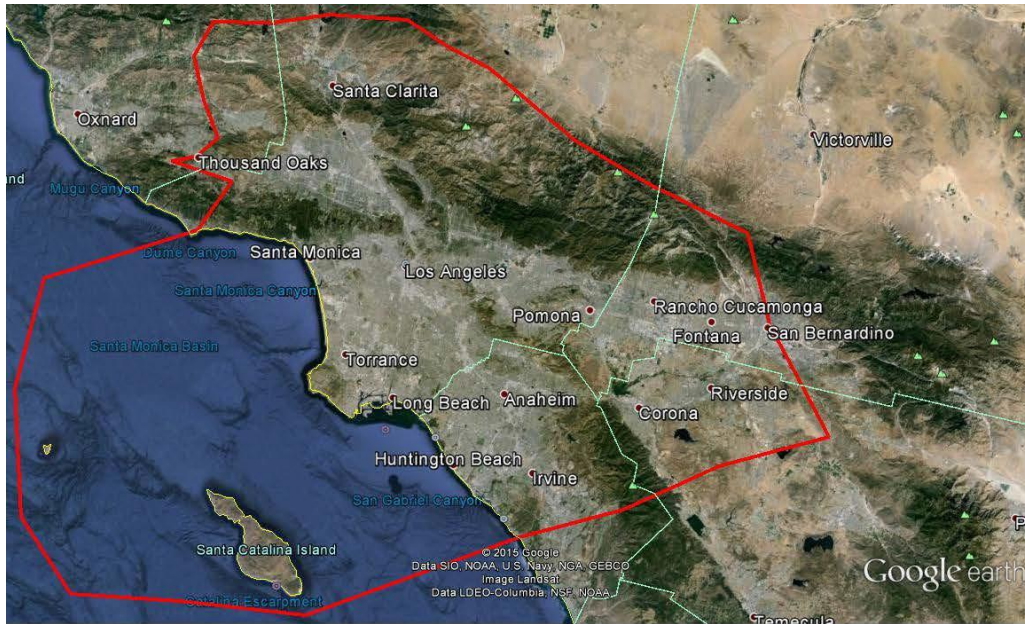 Santa Clarita
Oxnard
Victorville
Thousand Oaks
and
Mugu Canyon
Dume Canyon
Santa Monica
Los Angeles
Santa Monica Canyon
Rancho Cucamonga
Pomona
Fontana
San Bernardino
Santa Monica Basin
Torrance
Riverside
Long Beach
Anaheim
Corona
Huntington Beach
Irvine
San Gabriel Canyon
P
Santa Catalina Island
© 2015 Google
Data SIO, NOAA, U.S. Navy, NGA, GEBCO
Image Landsat
Data LDEO-Columbia, NSF, NOAA
Google earth
Catalina Escarpment
Temecula